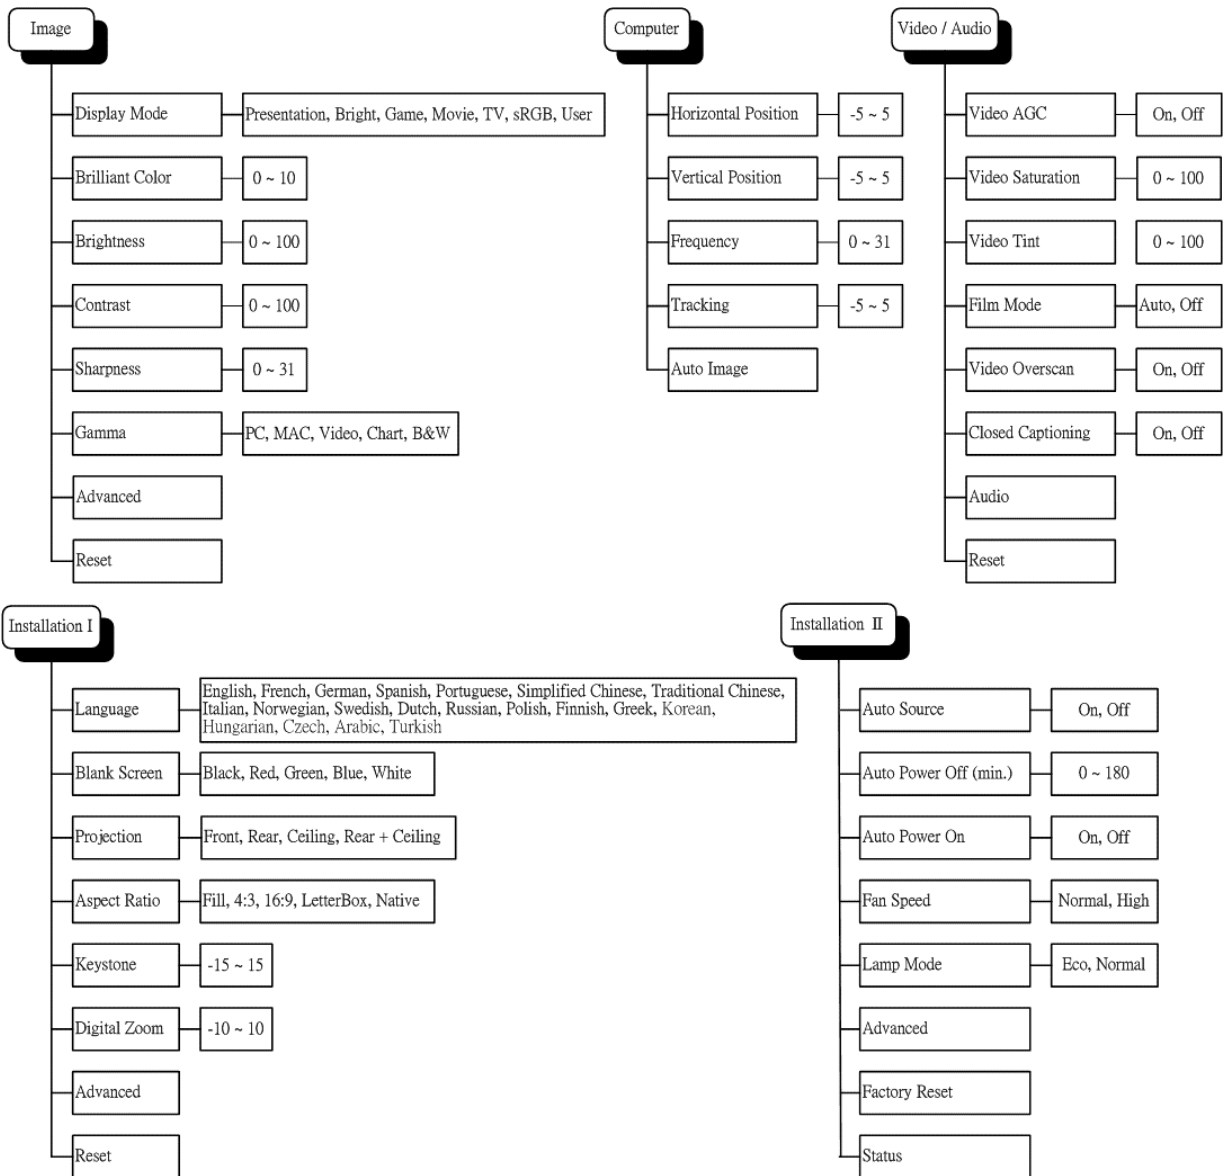 Image
Display Mode
Presentation, Bright, Game, Movie, TV, sRGB, User
Brilliant Color
0 ~ 10
Brightness
0 ~ 100
Contrast
0 ~ 100
Sharpness
0 ~ 31
Gamma
PC, MAC, Video, Chart, B&W
Advanced
Reset
Computer
Horizontal Position
-5 ~ 5
Vertical Position
-5 ~ 5
Frequency
0 ~ 31
Tracking
-5 ~ 5
Auto Image
Video / Audio
Video AGC
On, Off
Video Saturation
0 ~ 100
Video Tint
0 ~ 100
Film Mode
Auto, Off
Video Overscan
On, Off
Closed Captioning
On, Off
Audio
Reset
Installation I
Language
English, French, German, Spanish, Portuguese, Simplified Chinese, Traditional Chinese,
Italian, Norwegian, Swedish, Dutch, Russian, Polish, Finnish, Greek, Korean,
Hungarian, Czech, Arabic, Turkish
Blank Screen
Black, Red, Green, Blue, White
Projection
Front, Rear, Ceiling, Rear + Ceiling
Aspect Ratio
Fill, 4:3, 16:9, LetterBox, Native
Keystone
-15 ~ 15
Digital Zoom
-10 ~ 10
Advanced
Reset
Installation II
Auto Source
On, Off
Auto Power Off (min.)
0 ~ 180
Auto Power On
On, Off
Fan Speed
Normal, High
Lamp Mode
Eco, Normal
Advanced
Factory Reset
Status